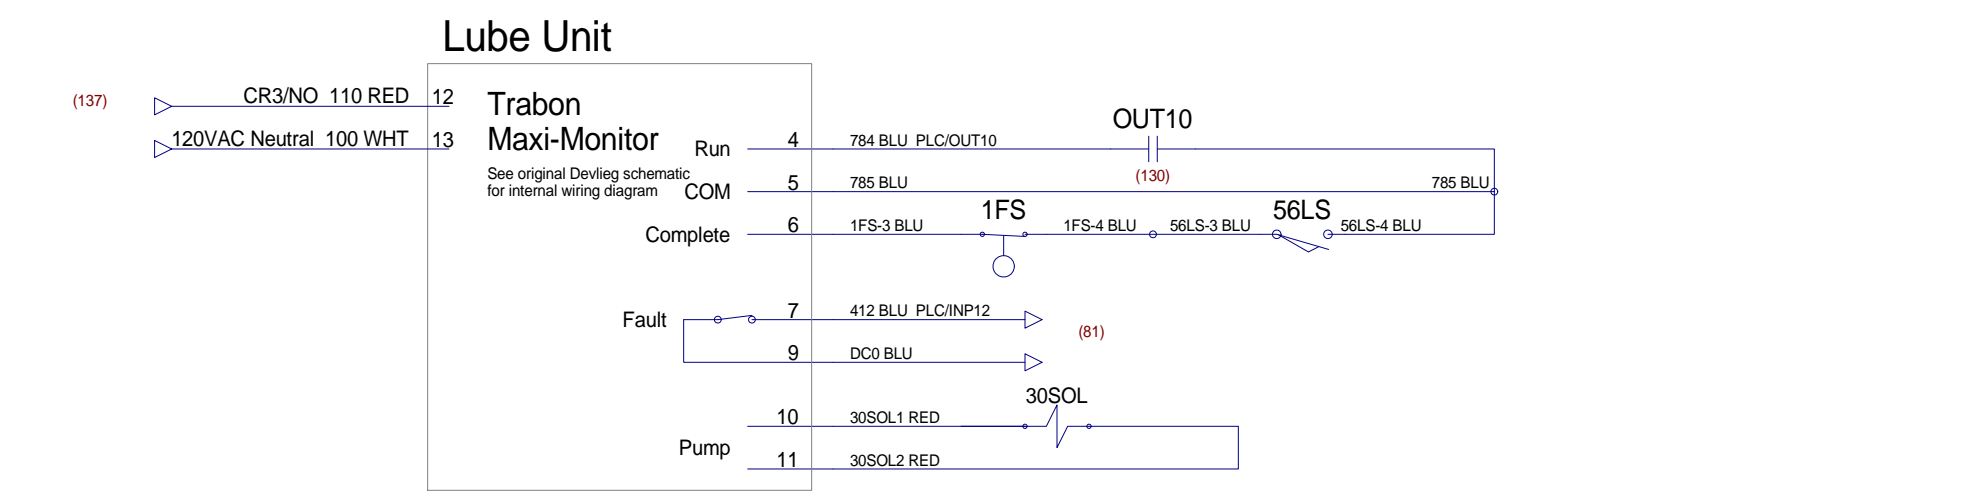 Lube Unit
(137)
CR3/NO 110 RED
12
120VAC Neutral 100 WHT
13
Trabon
Maxi-Monitor
See original Devlieg schematic
for internal wiring diagram
Run
4
784 BLU PLC/OUT10
OUT10
(130)
COM
5
785 BLU
785 BLU
Complete
6
1FS-3 BLU
1FS
1FS-4 BLU
56LS-3 BLU
56LS
56LS-4 BLU
Fault
7
412 BLU PLC/INP12
(81)
9
DC0 BLU
30SOL
10
30SOL1 RED
Pump
11
30SOL2 RED